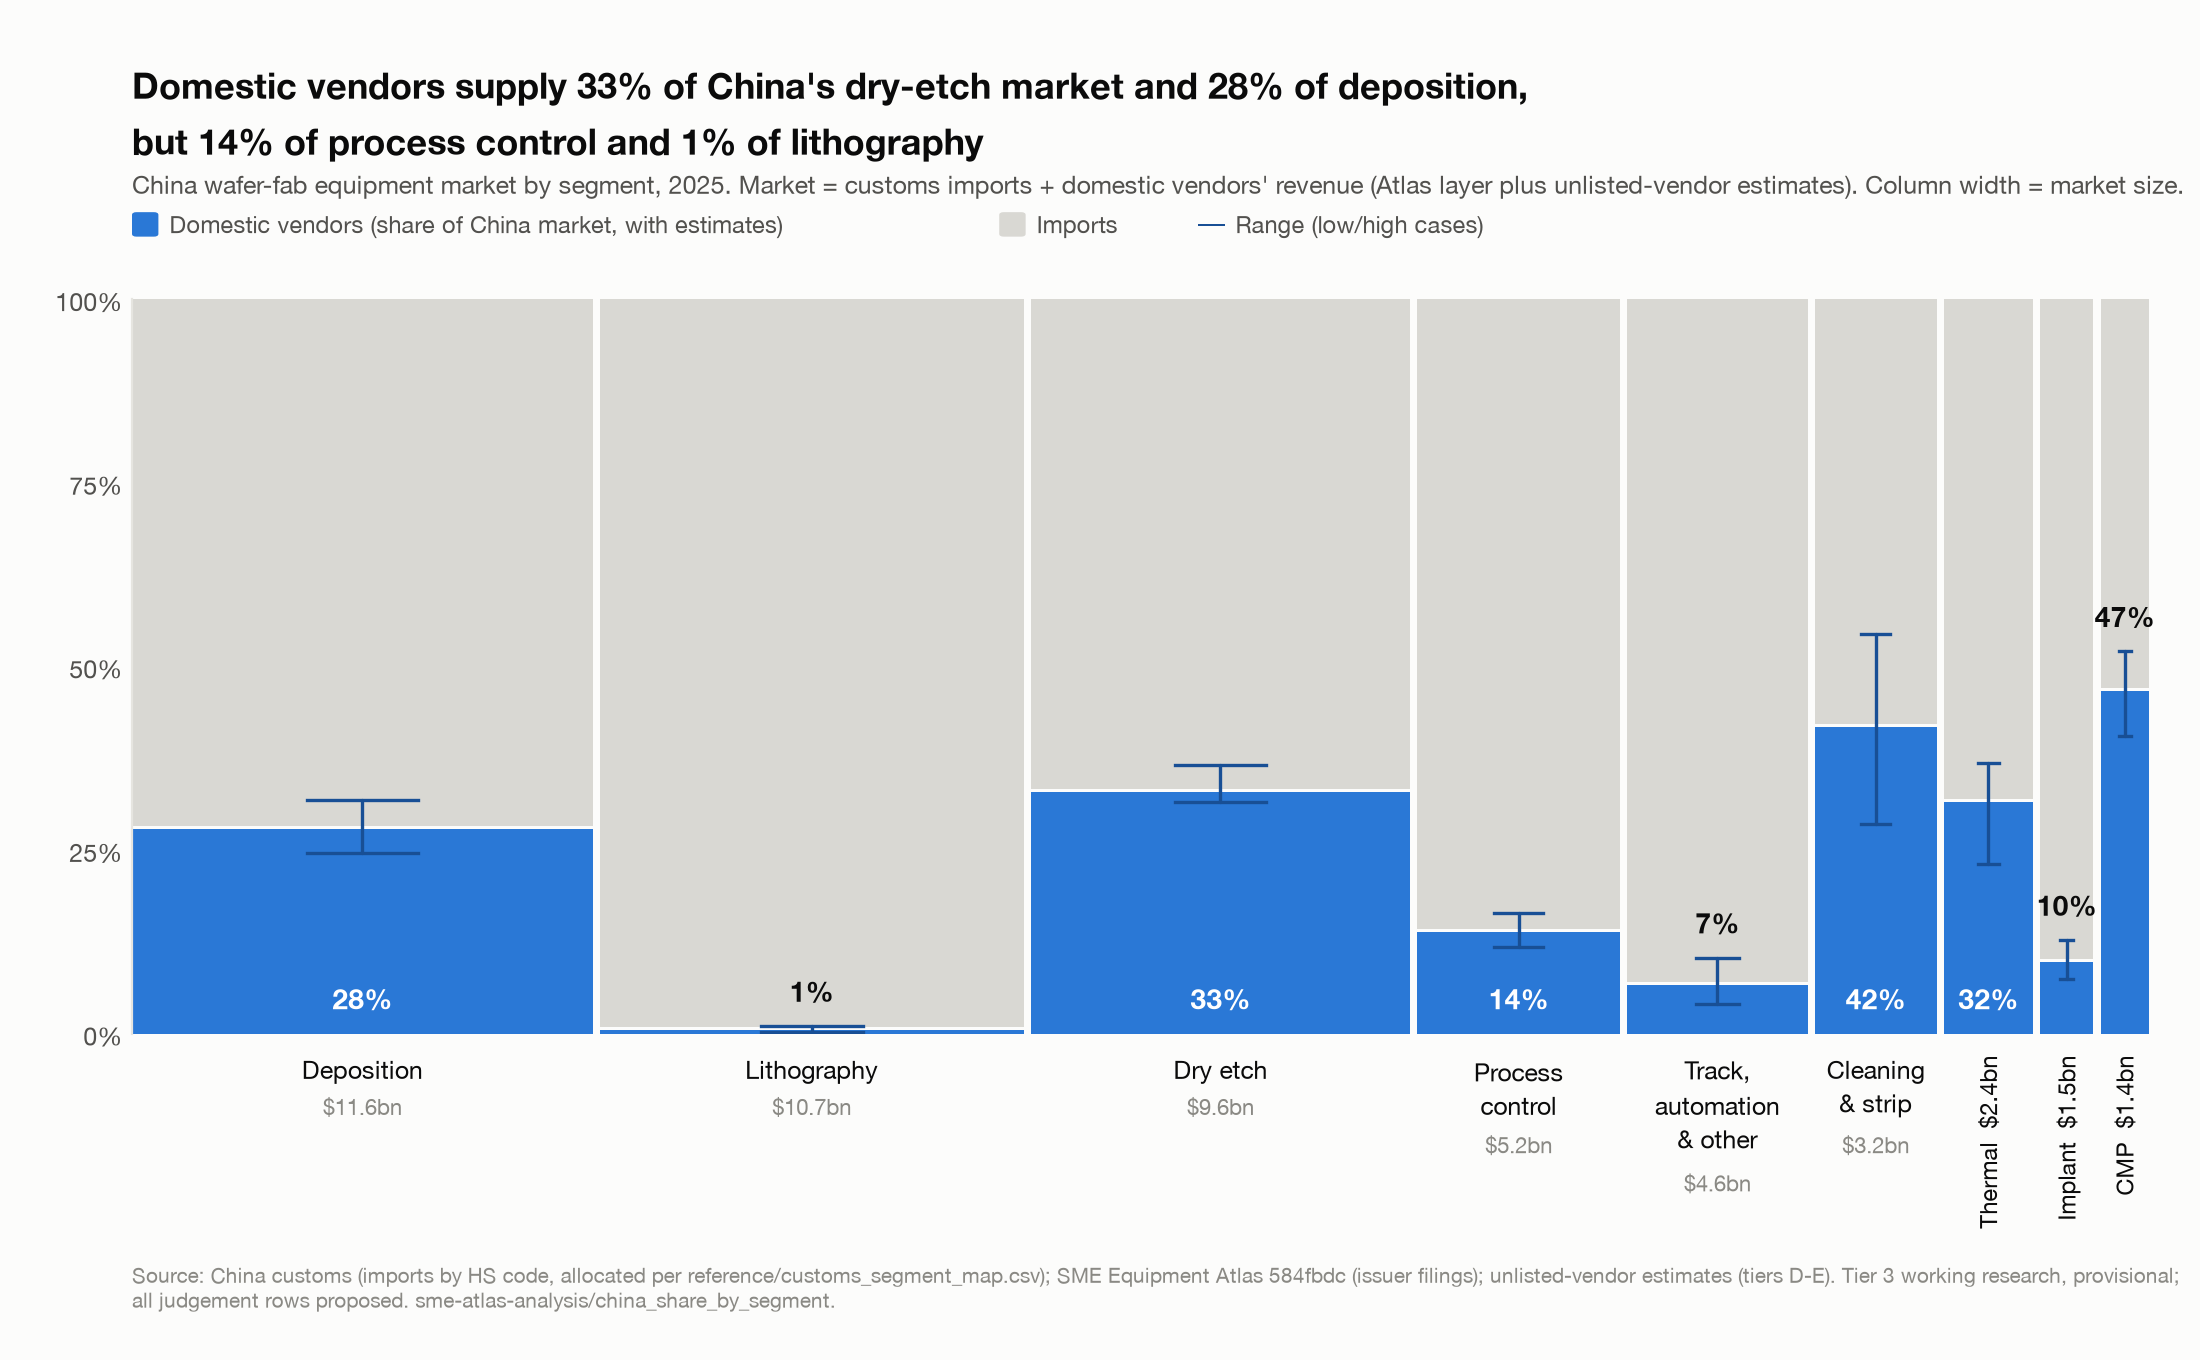 Domestic vendors supply 33% of China's dry-etch market and 28% of deposition,
but 14% of process control and 1% of lithography
China wafer-fab equipment market by segment, 2025. Market = customs imports + domestic vendors' revenue (Atlas layer plus unlisted-vendor estimates). Column width = market size.
Domestic vendors (share of China market, with estimates)
Imports
Range (low/high cases)
100%
75%
50%
25%
0%
28%
1%
33%
14%
7%
42%
32%
10%
47%
Deposition
$11.6bn
Lithography
$10.7bn
Dry etch
$9.6bn
Process
control
$5.2bn
Track,
automation
& other
$4.6bn
Cleaning
& strip
$3.2bn
Thermal $2.4bn
Implant $1.5bn
CMP $1.4bn
Source: China customs (imports by HS code, allocated per reference/customs_segment_map.csv); SME Equipment Atlas 584fbdc (issuer filings); unlisted-vendor estimates (tiers D-E). Tier 3 working research, provisional;
all judgement rows proposed. sme-atlas-analysis/china_share_by_segment.